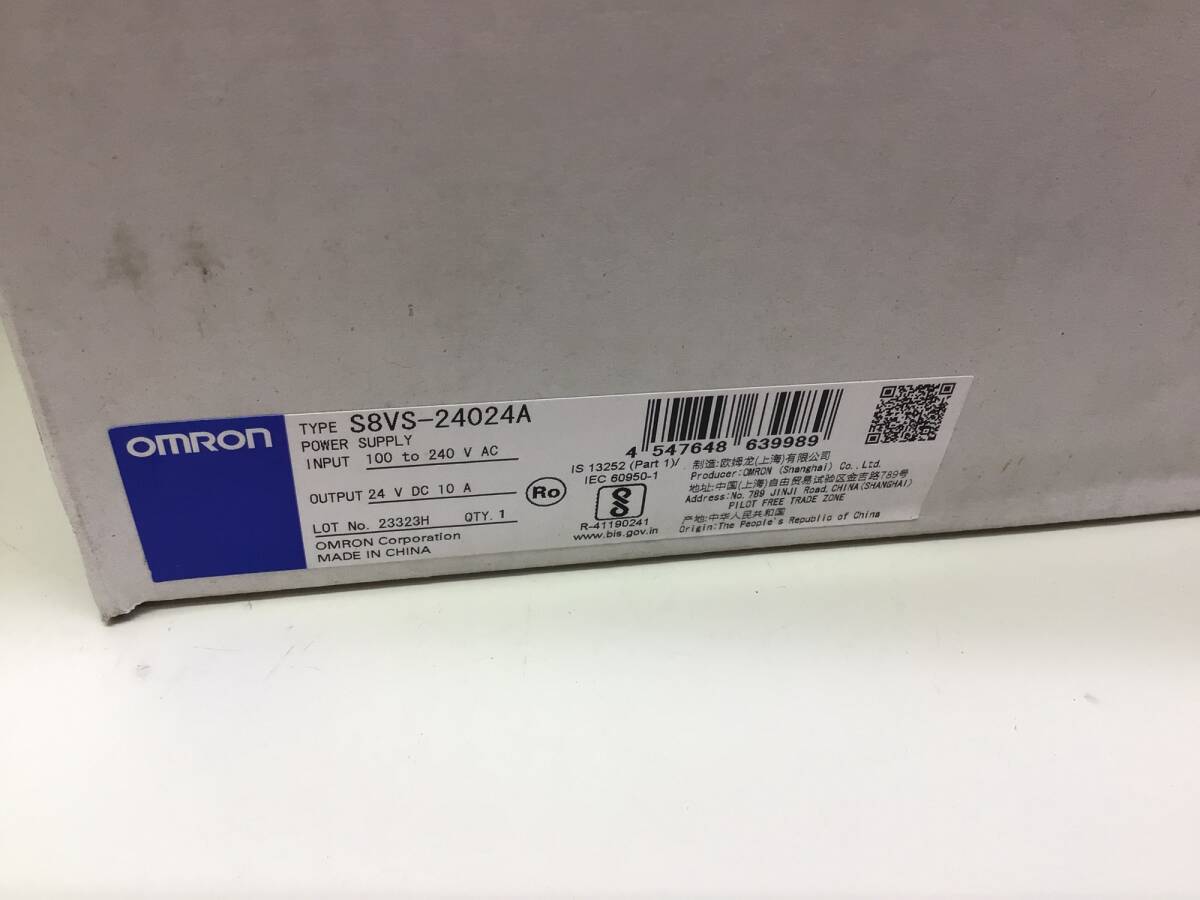 OMRON
TYPE S8VS-24024A
POWER SUPPLY
INPUT 100 to 240 V AC
OUTPUT 24 V DC 10 A
LOT No. 23323H QTY. 1
OMRON Corporation
MADE IN CHINA
Ro
IS 13252 (Part 1)/
IEC 60950-1
R-41190241
www.bis.gov.in
4 547648 639989
制造:欧姆龙(上海)有限公司
Producer:OMRON (Shanghai) Co., Ltd.
地址:中国(上海)自由贸易试验区金吉路789号
Address:No. 789 JINJI Road, CHINA(SHANGHAI)
PILOT FREE TRADE ZONE
产地:中华人民共和国
Origin:The People's Republic of China